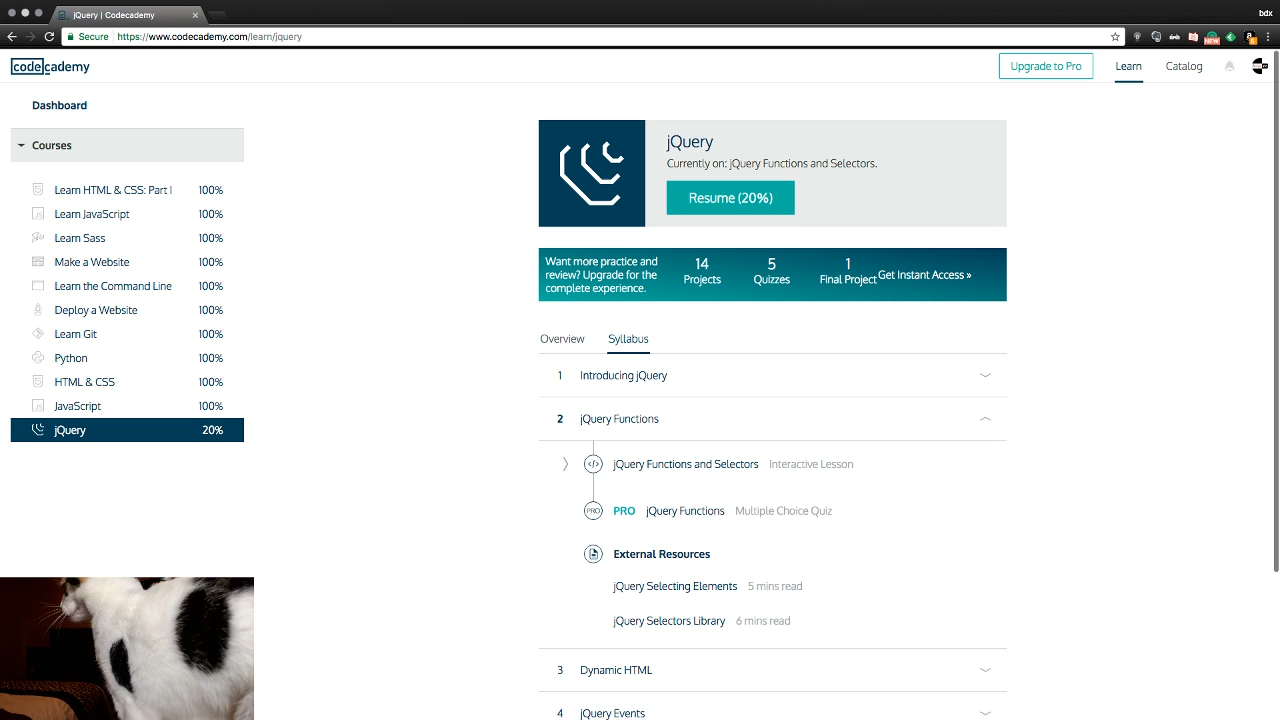 jQuery | Codecademy
bdx
Secure
https://www.codecademy.com/learn/jquery
NEW
codecademy
Upgrade to Pro
Learn
Catalog
Dashboard
Courses
Learn HTML & CSS: Part I 100%
Learn JavaScript 100%
Learn Sass 100%
Make a Website 100%
Learn the Command Line 100%
Deploy a Website 100%
Learn Git 100%
Python 100%
HTML & CSS 100%
JavaScript 100%
jQuery 20%
jQuery
Currently on: jQuery Functions and Selectors.
Resume (20%)
Want more practice and
review? Upgrade for the
complete experience.
14
Projects
5
Quizzes
1
Final Project
Get Instant Access »
Overview
Syllabus
1 Introducing jQuery
2 jQuery Functions
</> jQuery Functions and Selectors Interactive Lesson
PRO PRO jQuery Functions Multiple Choice Quiz
External Resources
jQuery Selecting Elements 5 mins read
jQuery Selectors Library 6 mins read
3 Dynamic HTML
4 jQuery Events